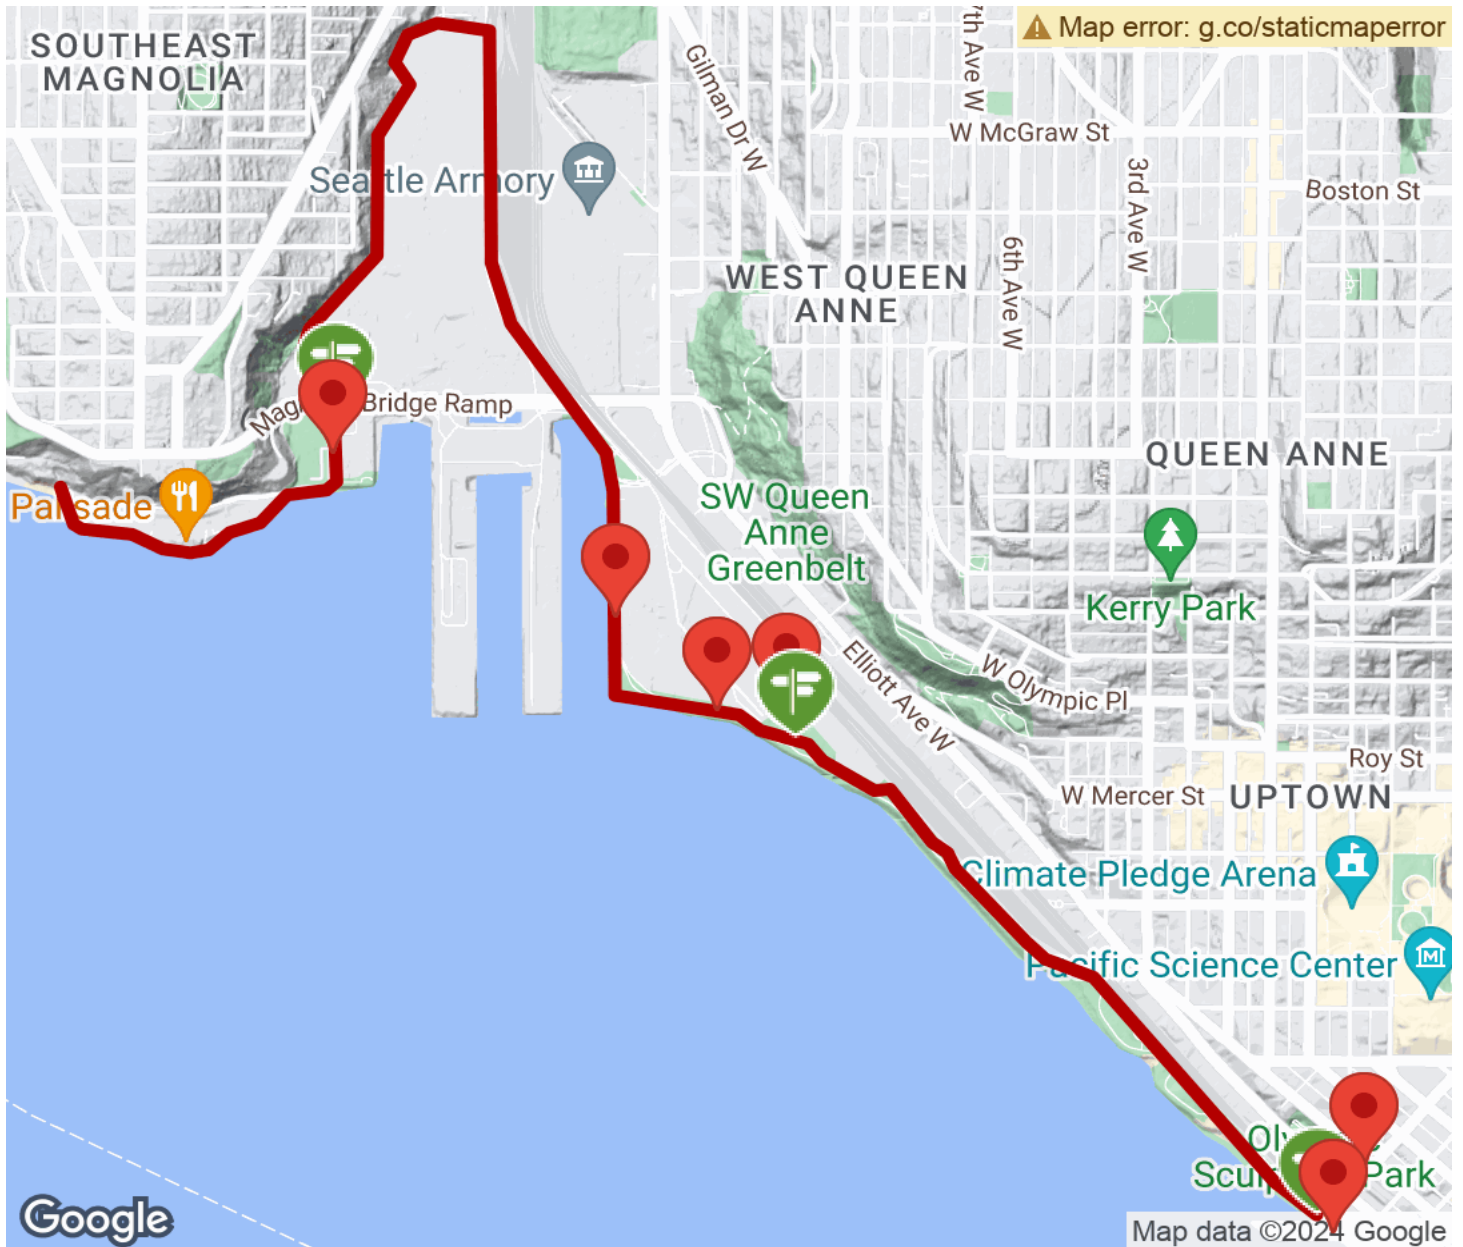 Map error: g.co/staticmaperror
SOUTHEAST
MAGNOLIA
7th Ave W
Gilman Dr W
W McGraw St
3rd Ave W
Boston St
Seattle Armory
6th Ave W
WEST QUEEN
ANNE
Bridge Ramp
QUEEN ANNE
SW Queen
Anne
Greenbelt
Kerry Park
Elliott Ave W
W Olympic Pl
Roy St
W Mercer St
UPTOWN
Climate Pledge Arena
Pacific Science Center
Park
Google
Map data ©2024 Google